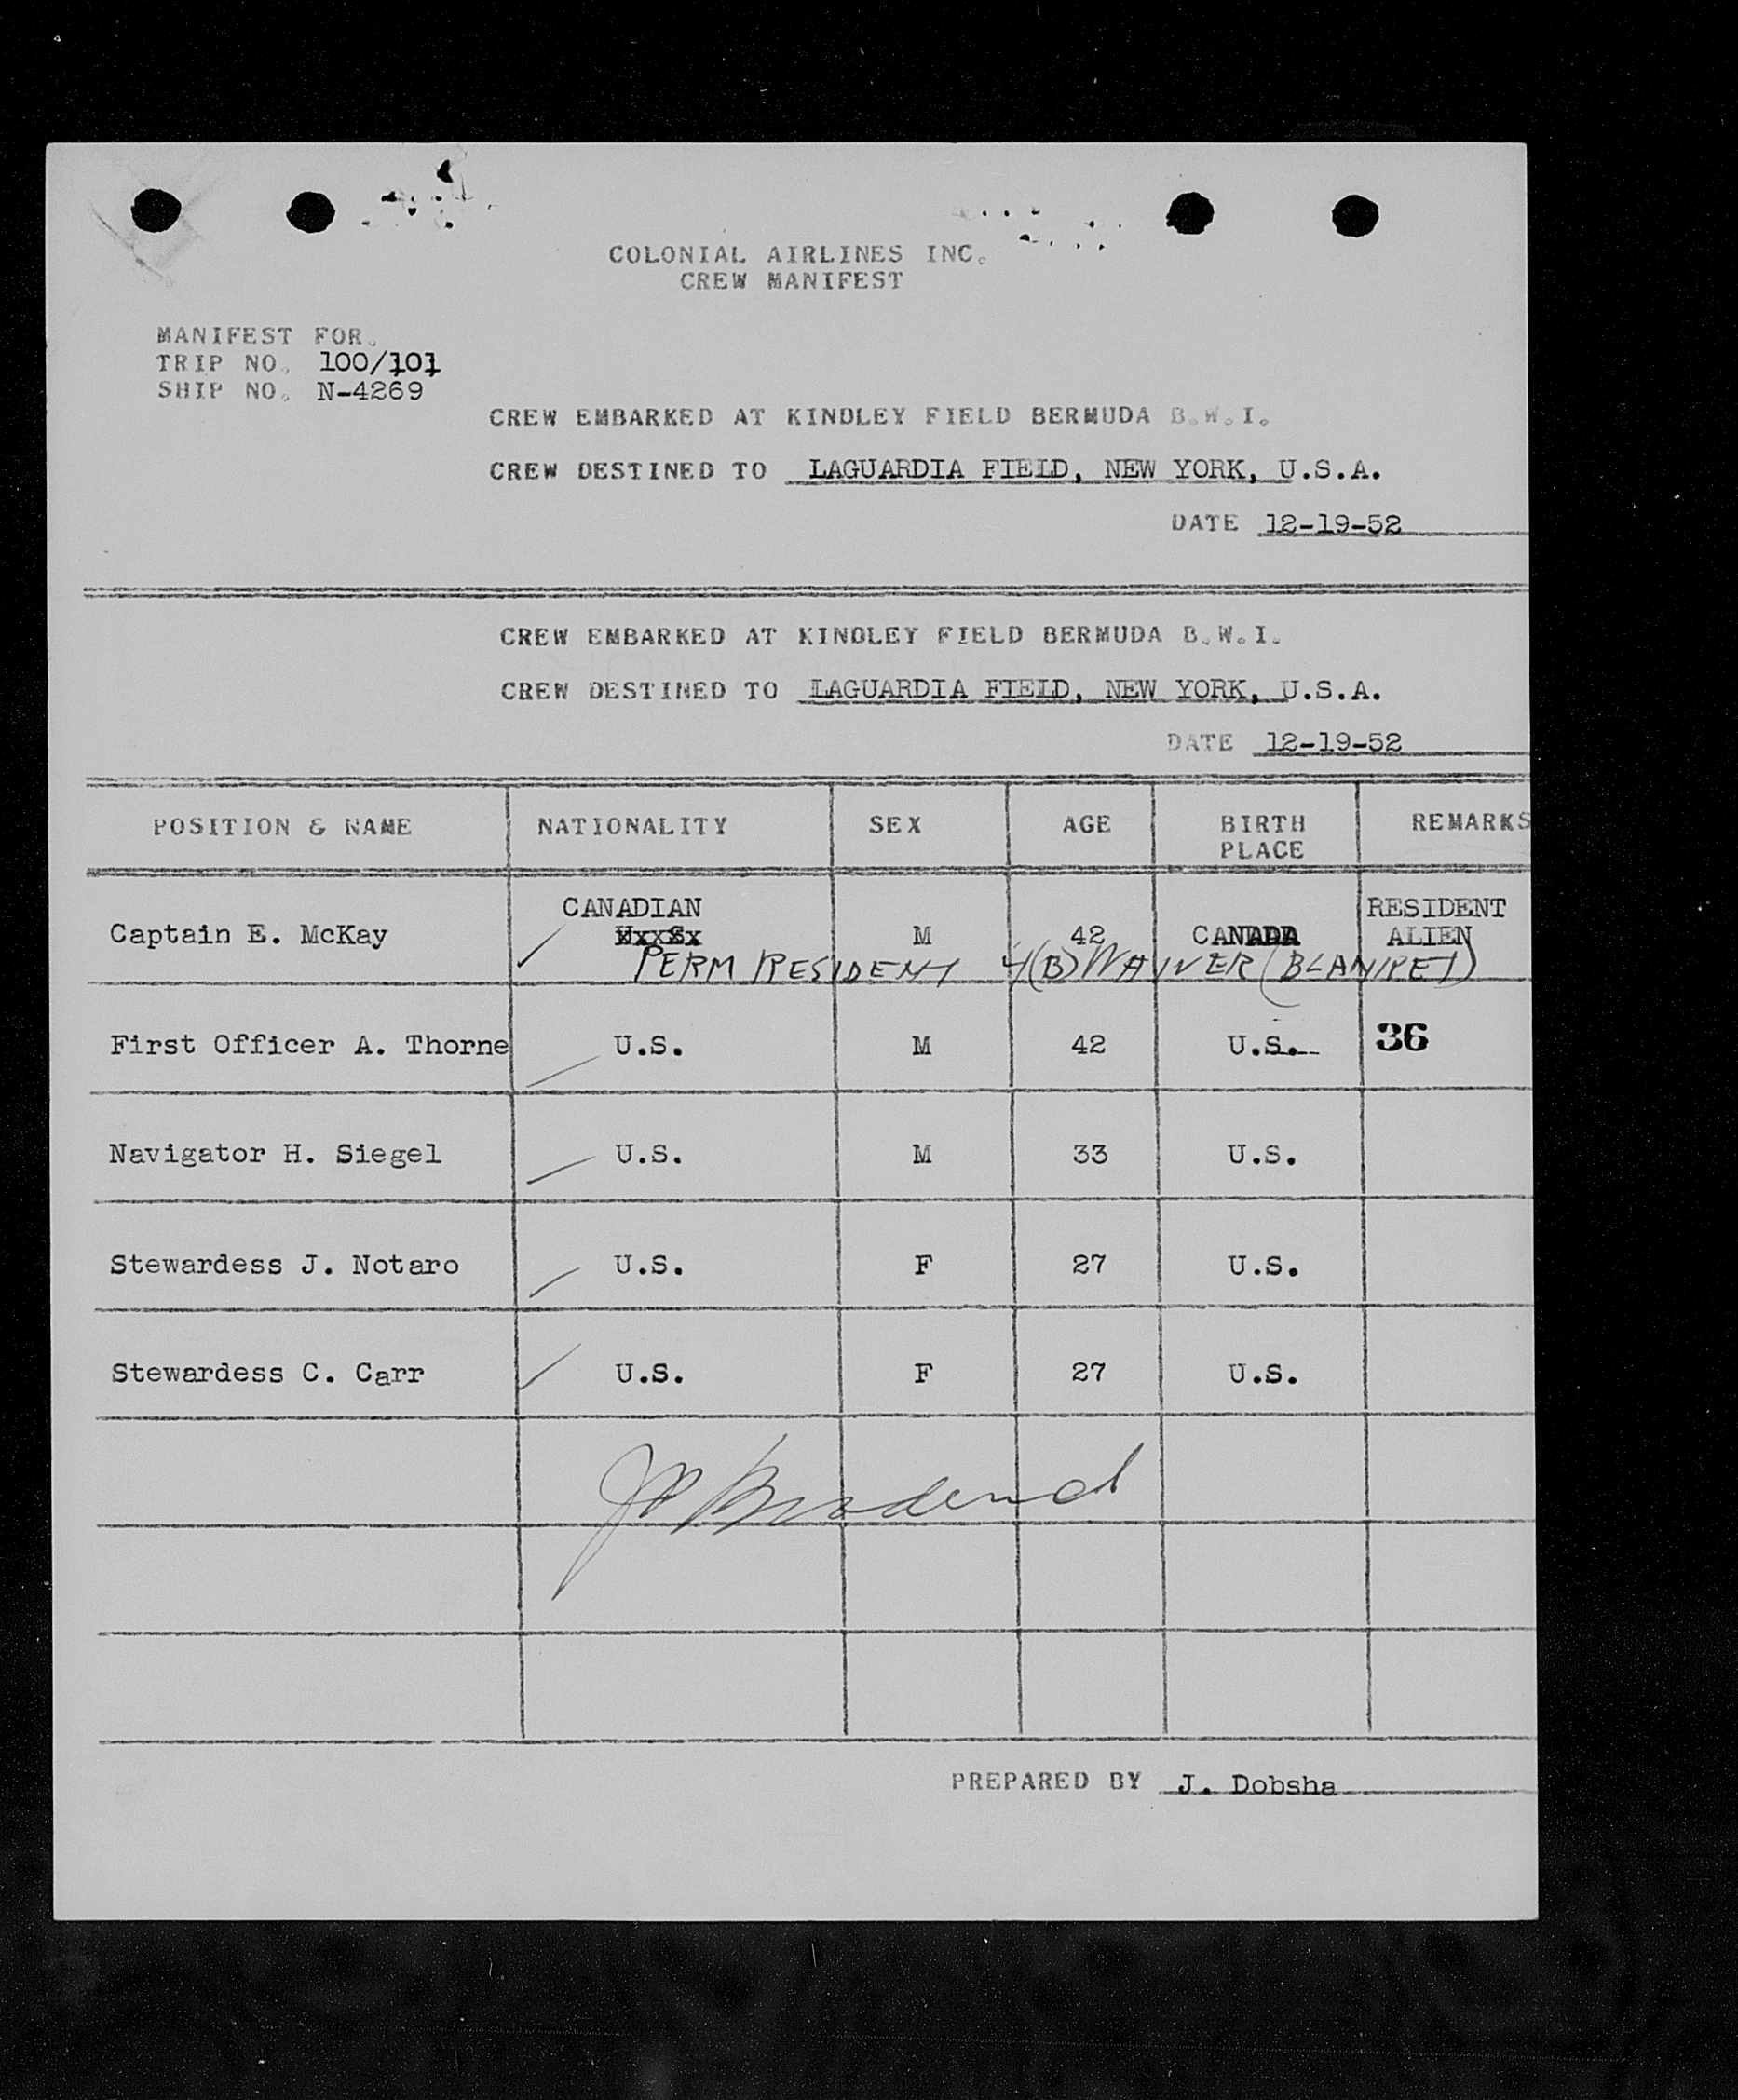 COLONIAL AIRLINES INC.
CREW MANIFEST
MANIFEST FOR.
TRIP NO. 100/101
SHIP NO. N-4269
CREW EMBARKED AT KINDLEY FIELD BERMUDA B.W.I.
CREW DESTINED TO LAGUARDIA FIELD, NEW YORK, U.S.A.
DATE 12-19-52
CREW EMBARKED AT KINDLEY FIELD BERMUDA B.W.I.
CREW DESTINED TO LAGUARDIA FIELD, NEW YORK, U.S.A.
DATE 12-19-52
POSITION & NAME NATIONALITY SEX AGE BIRTH PLACE REMARKS
CANADIAN RESIDENT
Captain E. McKay M 42 CANADA ALIEN
PERM RESIDENT 4(B) WAIVER (BLANKET)
First Officer A. Thorne U.S. M 42 U.S. 36
Navigator H. Siegel U.S. M 33 U.S.
Stewardess J. Notaro U.S. F 27 U.S.
Stewardess C. Carr U.S. F 27 U.S.
PREPARED BY J. Dobsha